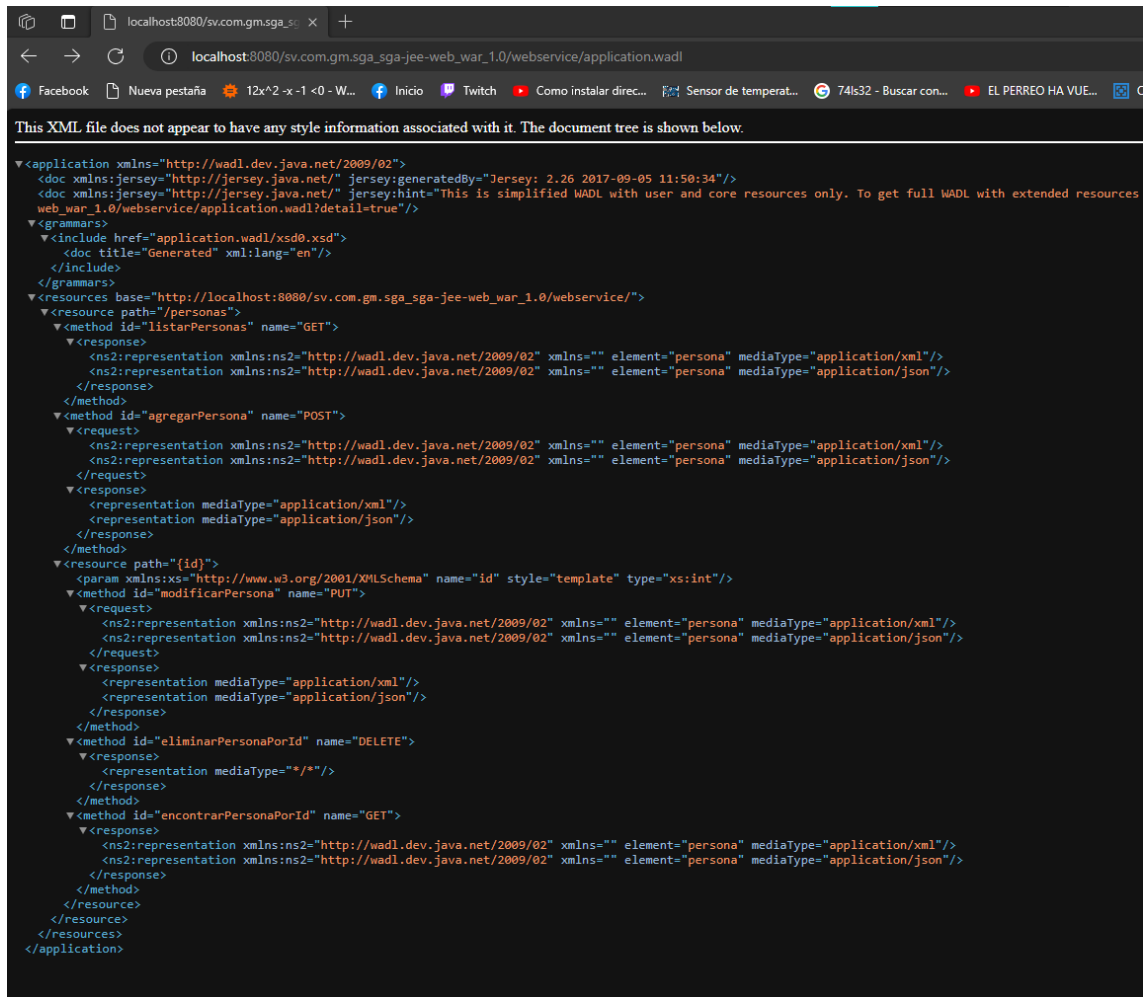 localhost:8080/sv.com.gm.sga_sg
localhost:8080/sv.com.gm.sga_sga-jee-web_war_1.0/webservice/application.wadl
Facebook Nueva pestaña 12x^2 -x -1 <0 - W... Inicio Twitch Como instalar direc... Sensor de temperat... 74ls32 - Buscar con... EL PERREO HA VUE...
This XML file does not appear to have any style information associated with it. The document tree is shown below.
▼<application xmlns="http://wadl.dev.java.net/2009/02">
<doc xmlns:jersey="http://jersey.java.net/" jersey:generatedBy="Jersey: 2.26 2017-09-05 11:50:34"/>
<doc xmlns:jersey="http://jersey.java.net/" jersey:hint="This is simplified WADL with user and core resources only. To get full WADL with extended resources
web_war_1.0/webservice/application.wadl?detail=true"/>
▼<grammars>
▼<include href="application.wadl/xsd0.xsd">
<doc title="Generated" xml:lang="en"/>
</include>
</grammars>
▼<resources base="http://localhost:8080/sv.com.gm.sga_sga-jee-web_war_1.0/webservice/">
▼<resource path="/personas">
▼<method id="listarPersonas" name="GET">
▼<response>
<ns2:representation xmlns:ns2="http://wadl.dev.java.net/2009/02" xmlns="" element="persona" mediaType="application/xml"/>
<ns2:representation xmlns:ns2="http://wadl.dev.java.net/2009/02" xmlns="" element="persona" mediaType="application/json"/>
</response>
</method>
▼<method id="agregarPersona" name="POST">
▼<request>
<ns2:representation xmlns:ns2="http://wadl.dev.java.net/2009/02" xmlns="" element="persona" mediaType="application/xml"/>
<ns2:representation xmlns:ns2="http://wadl.dev.java.net/2009/02" xmlns="" element="persona" mediaType="application/json"/>
</request>
▼<response>
<representation mediaType="application/xml"/>
<representation mediaType="application/json"/>
</response>
</method>
▼<resource path="{id}">
<param xmlns:xs="http://www.w3.org/2001/XMLSchema" name="id" style="template" type="xs:int"/>
▼<method id="modificarPersona" name="PUT">
▼<request>
<ns2:representation xmlns:ns2="http://wadl.dev.java.net/2009/02" xmlns="" element="persona" mediaType="application/xml"/>
<ns2:representation xmlns:ns2="http://wadl.dev.java.net/2009/02" xmlns="" element="persona" mediaType="application/json"/>
</request>
▼<response>
<representation mediaType="application/xml"/>
<representation mediaType="application/json"/>
</response>
</method>
▼<method id="eliminarPersonaPorId" name="DELETE">
▼<response>
<representation mediaType="*/*"/>
</response>
</method>
▼<method id="encontrarPersonaPorId" name="GET">
▼<response>
<ns2:representation xmlns:ns2="http://wadl.dev.java.net/2009/02" xmlns="" element="persona" mediaType="application/xml"/>
<ns2:representation xmlns:ns2="http://wadl.dev.java.net/2009/02" xmlns="" element="persona" mediaType="application/json"/>
</response>
</method>
</resource>
</resource>
</resources>
</application>